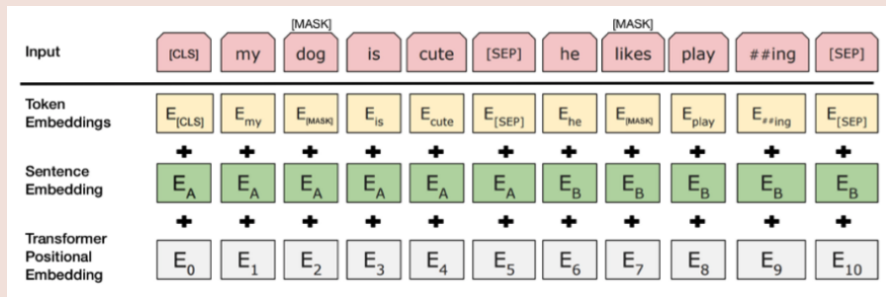 [MASK] [MASK]
Input [CLS] my dog is cute [SEP] he likes play ##ing [SEP]
Token
Embeddings
E[CLS] Emy E[MASK] Eis Ecute E[SEP] Ehe E[MASK] Eplay E##ing E[SEP]
+ + + + + + + + + + +
Sentence
Embedding
EA EA EA EA EA EA EB EB EB EB EB
+ + + + + + + + + + +
Transformer
Positional
Embedding
E0 E1 E2 E3 E4 E5 E6 E7 E8 E9 E10